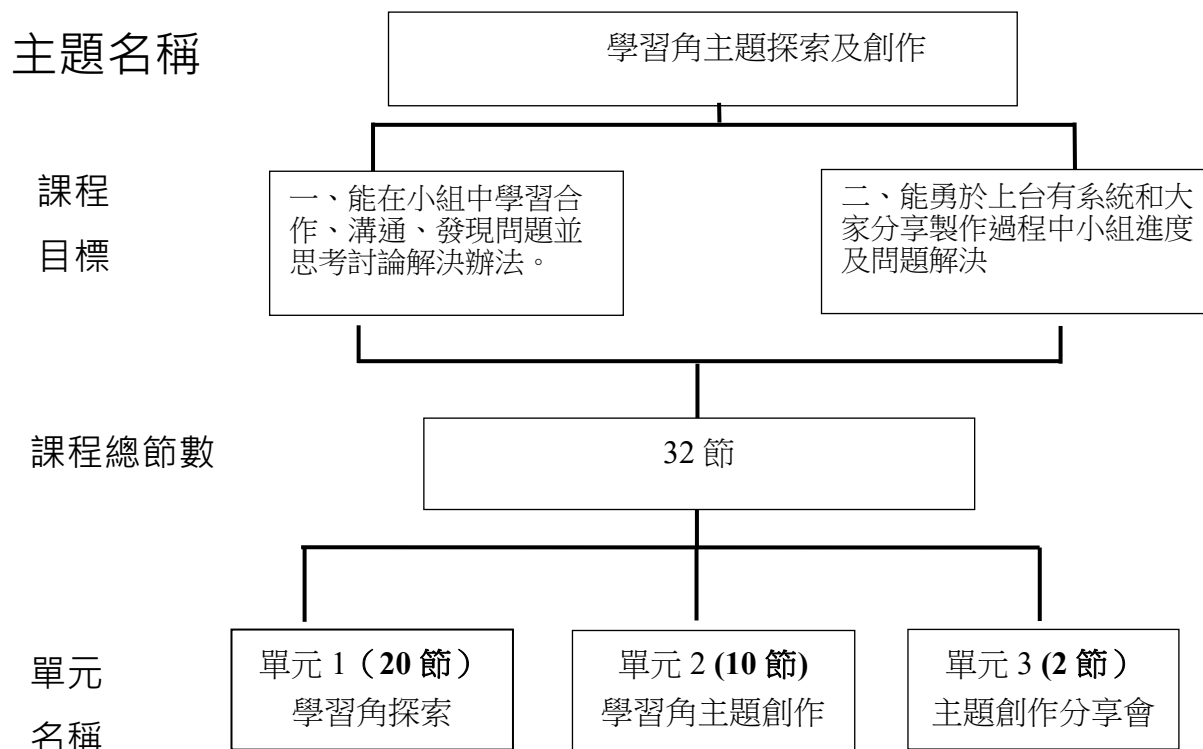 主題名稱
學習角主題探索及創作
課程
目標
一、能在小組中學習合
作、溝通、發現問題並
思考討論解決辦法。
二、能勇於上台有系統和大
家分享製作過程中小組進度
及問題解決
課程總節數
32 節
單元
名稱
單元 1（20 節）
學習角探索
單元 2 (10 節)
學習角主題創作
單元 3 (2 節）
主題創作分享會